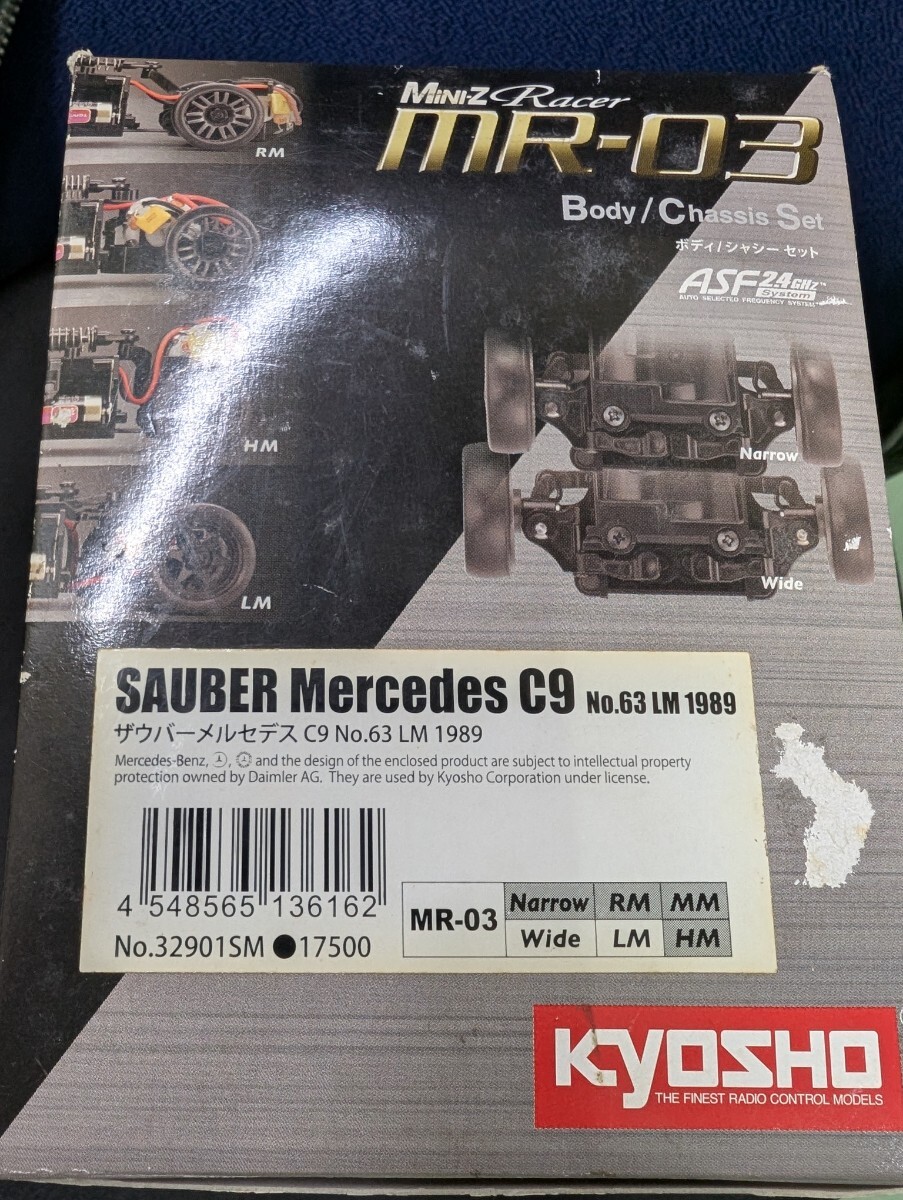 MINI-Z Racer
MR-03
Body/Chassis Set
ボディ/シャシー セット
ASF 2.4GHz™
System
AUTO SELECTED FREQUENCY SYSTEM
RM
HM
LM
Narrow
Wide
SAUBER Mercedes C9 No.63 LM 1989
ザウバーメルセデス C9 No.63 LM 1989
Mercedes-Benz, , and the design of the enclosed product are subject to intellectual property
protection owned by Daimler AG. They are used by Kyosho Corporation under license.
4 548565 136162
No.32901SM ●17500
MR-03
Narrow RM MM
Wide LM HM
KYOSHO
THE FINEST RADIO CONTROL MODELS